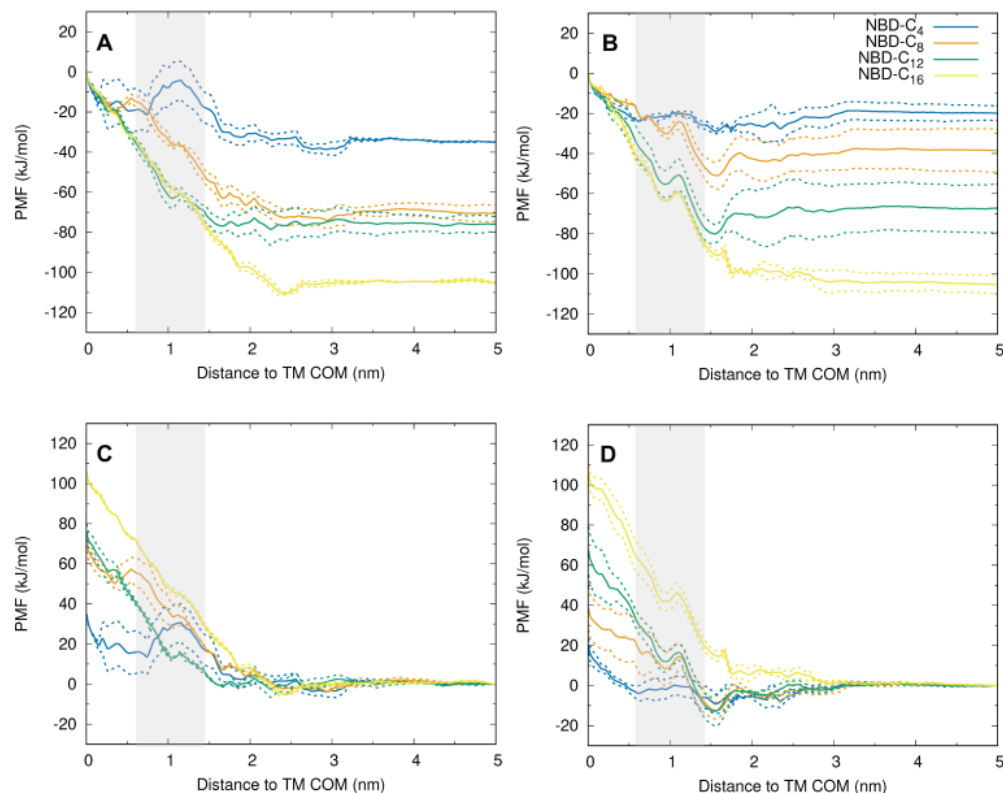 A
20
0
-20
-40
-60
-80
-100
-120
PMF (kJ/mol)
0 1 2 3 4 5
Distance to TM COM (nm)
B
NBD-C4
NBD-C8
NBD-C12
NBD-C16
20
0
-20
-40
-60
-80
-100
-120
PMF (kJ/mol)
0 1 2 3 4 5
Distance to TM COM (nm)
C
120
100
80
60
40
20
0
-20
PMF (kJ/mol)
0 1 2 3 4 5
Distance to TM COM (nm)
D
120
100
80
60
40
20
0
-20
PMF (kJ/mol)
0 1 2 3 4 5
Distance to TM COM (nm)